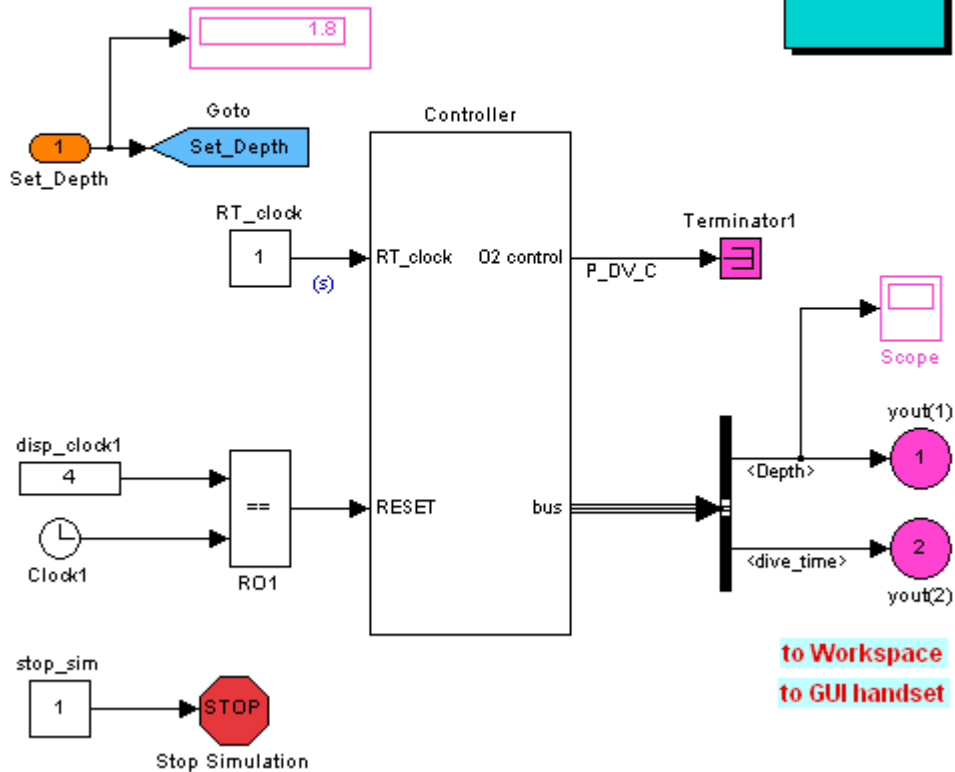 1.8
Goto
1
Set_Depth
Set_Depth
Controller
RT_clock
1
(s)
RT_clock
O2 control
P_DV_C
Terminator1
Scope
disp_clock1
4
Clock1
==
RO1
RESET
bus
yout(1)
1
<Depth>
2
<dive_time>
yout(2)
to Workspace
to GUI handset
stop_sim
1
STOP
Stop Simulation